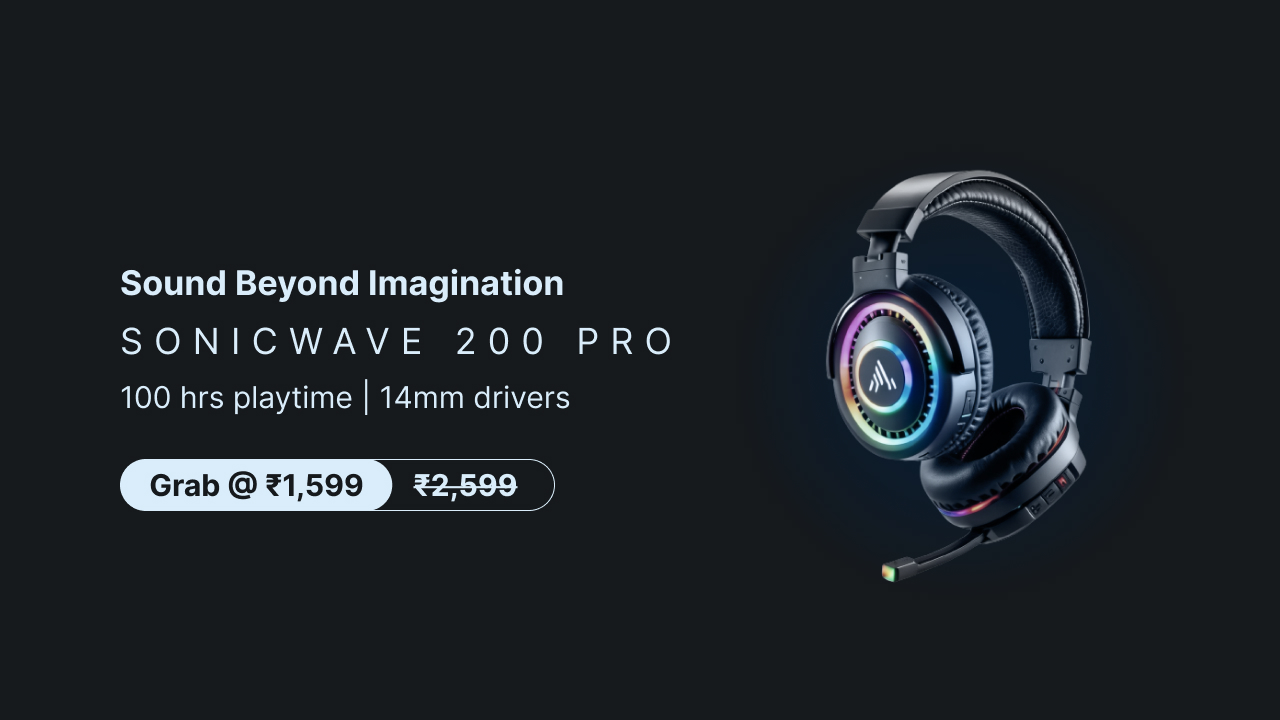 Sound Beyond Imagination
SONICWAVE 200 PRO
100 hrs playtime | 14mm drivers
Grab @ ₹1,599 ₹2,599